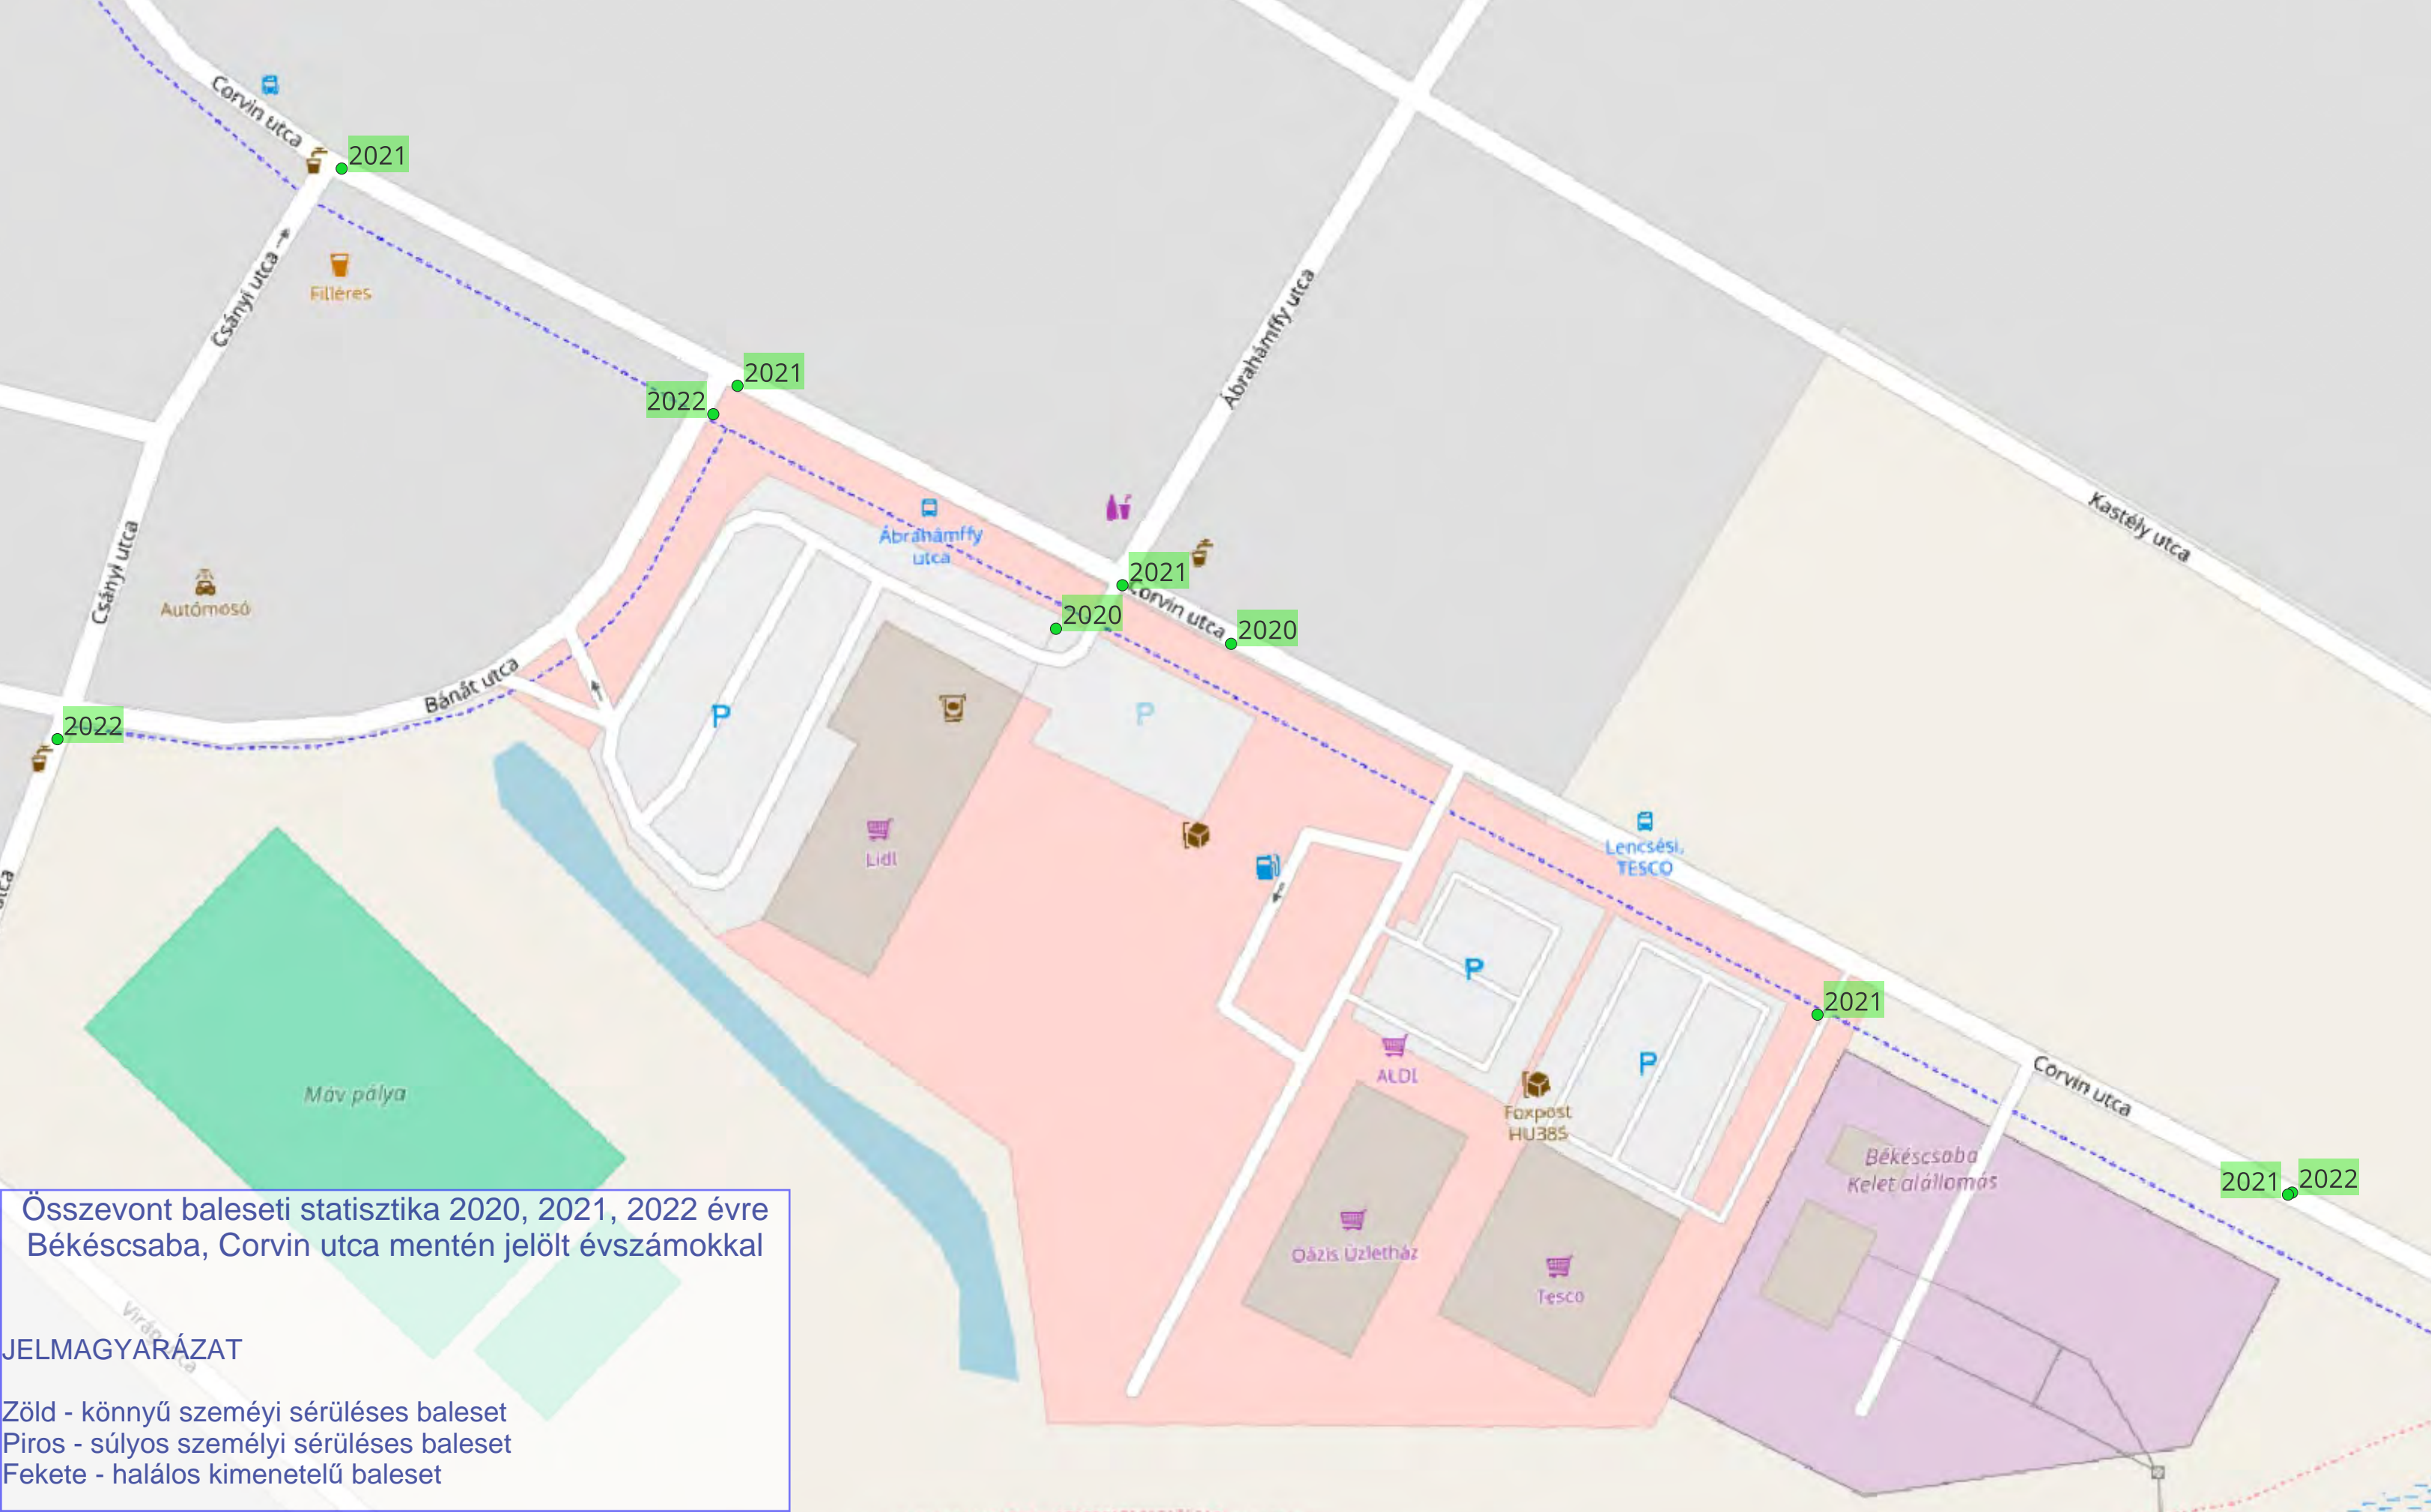 Corvin utca
2021
Csányi utca
Filléres
Ábrahámffy utca
2021
2022
Kastély utca
Ábrahámffy
utca
2021
Corvin utca
2020
2020
Csányi utca
Autómosó
Bánát utca
2022
P
P
Lidl
Lencsési,
TESCO
P
2021
P
ALDI
Corvin utca
Máv pálya
Foxpost
HU385
Békéscsaba
Kelet alállomás
2021
2022
Oázis Üzletház
Tesco
Összevont baleseti statisztika 2020, 2021, 2022 évre
Békéscsaba, Corvin utca mentén jelölt évszámokkal
JELMAGYARÁZAT
Zöld - könnyű szeméyi sérüléses baleset
Piros - súlyos személyi sérüléses baleset
Fekete - halálos kimenetelű baleset